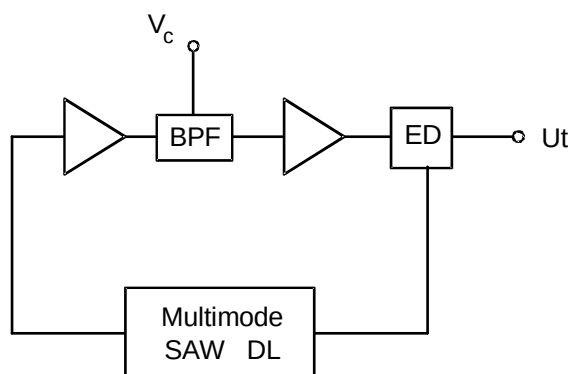 Vc
BPF
ED
Ut
Multimode
SAW DL